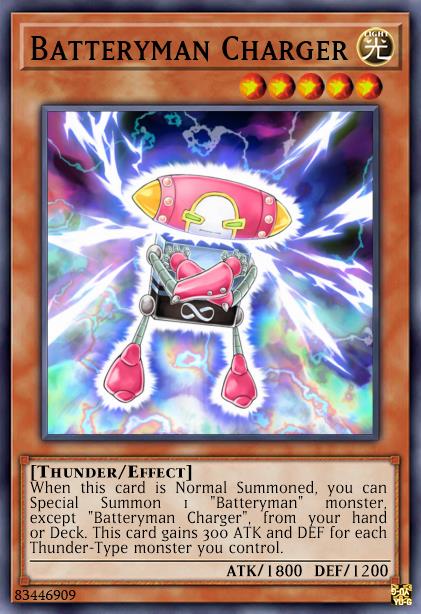 Batteryman Charger
LIGHT
光
[Thunder/Effect]
When this card is Normal Summoned, you can
Special Summon 1 "Batteryman" monster,
except "Batteryman Charger", from your hand
or Deck. This card gains 300 ATK and DEF for each
Thunder-Type monster you control.
ATK/1800 DEF/1200
83446909